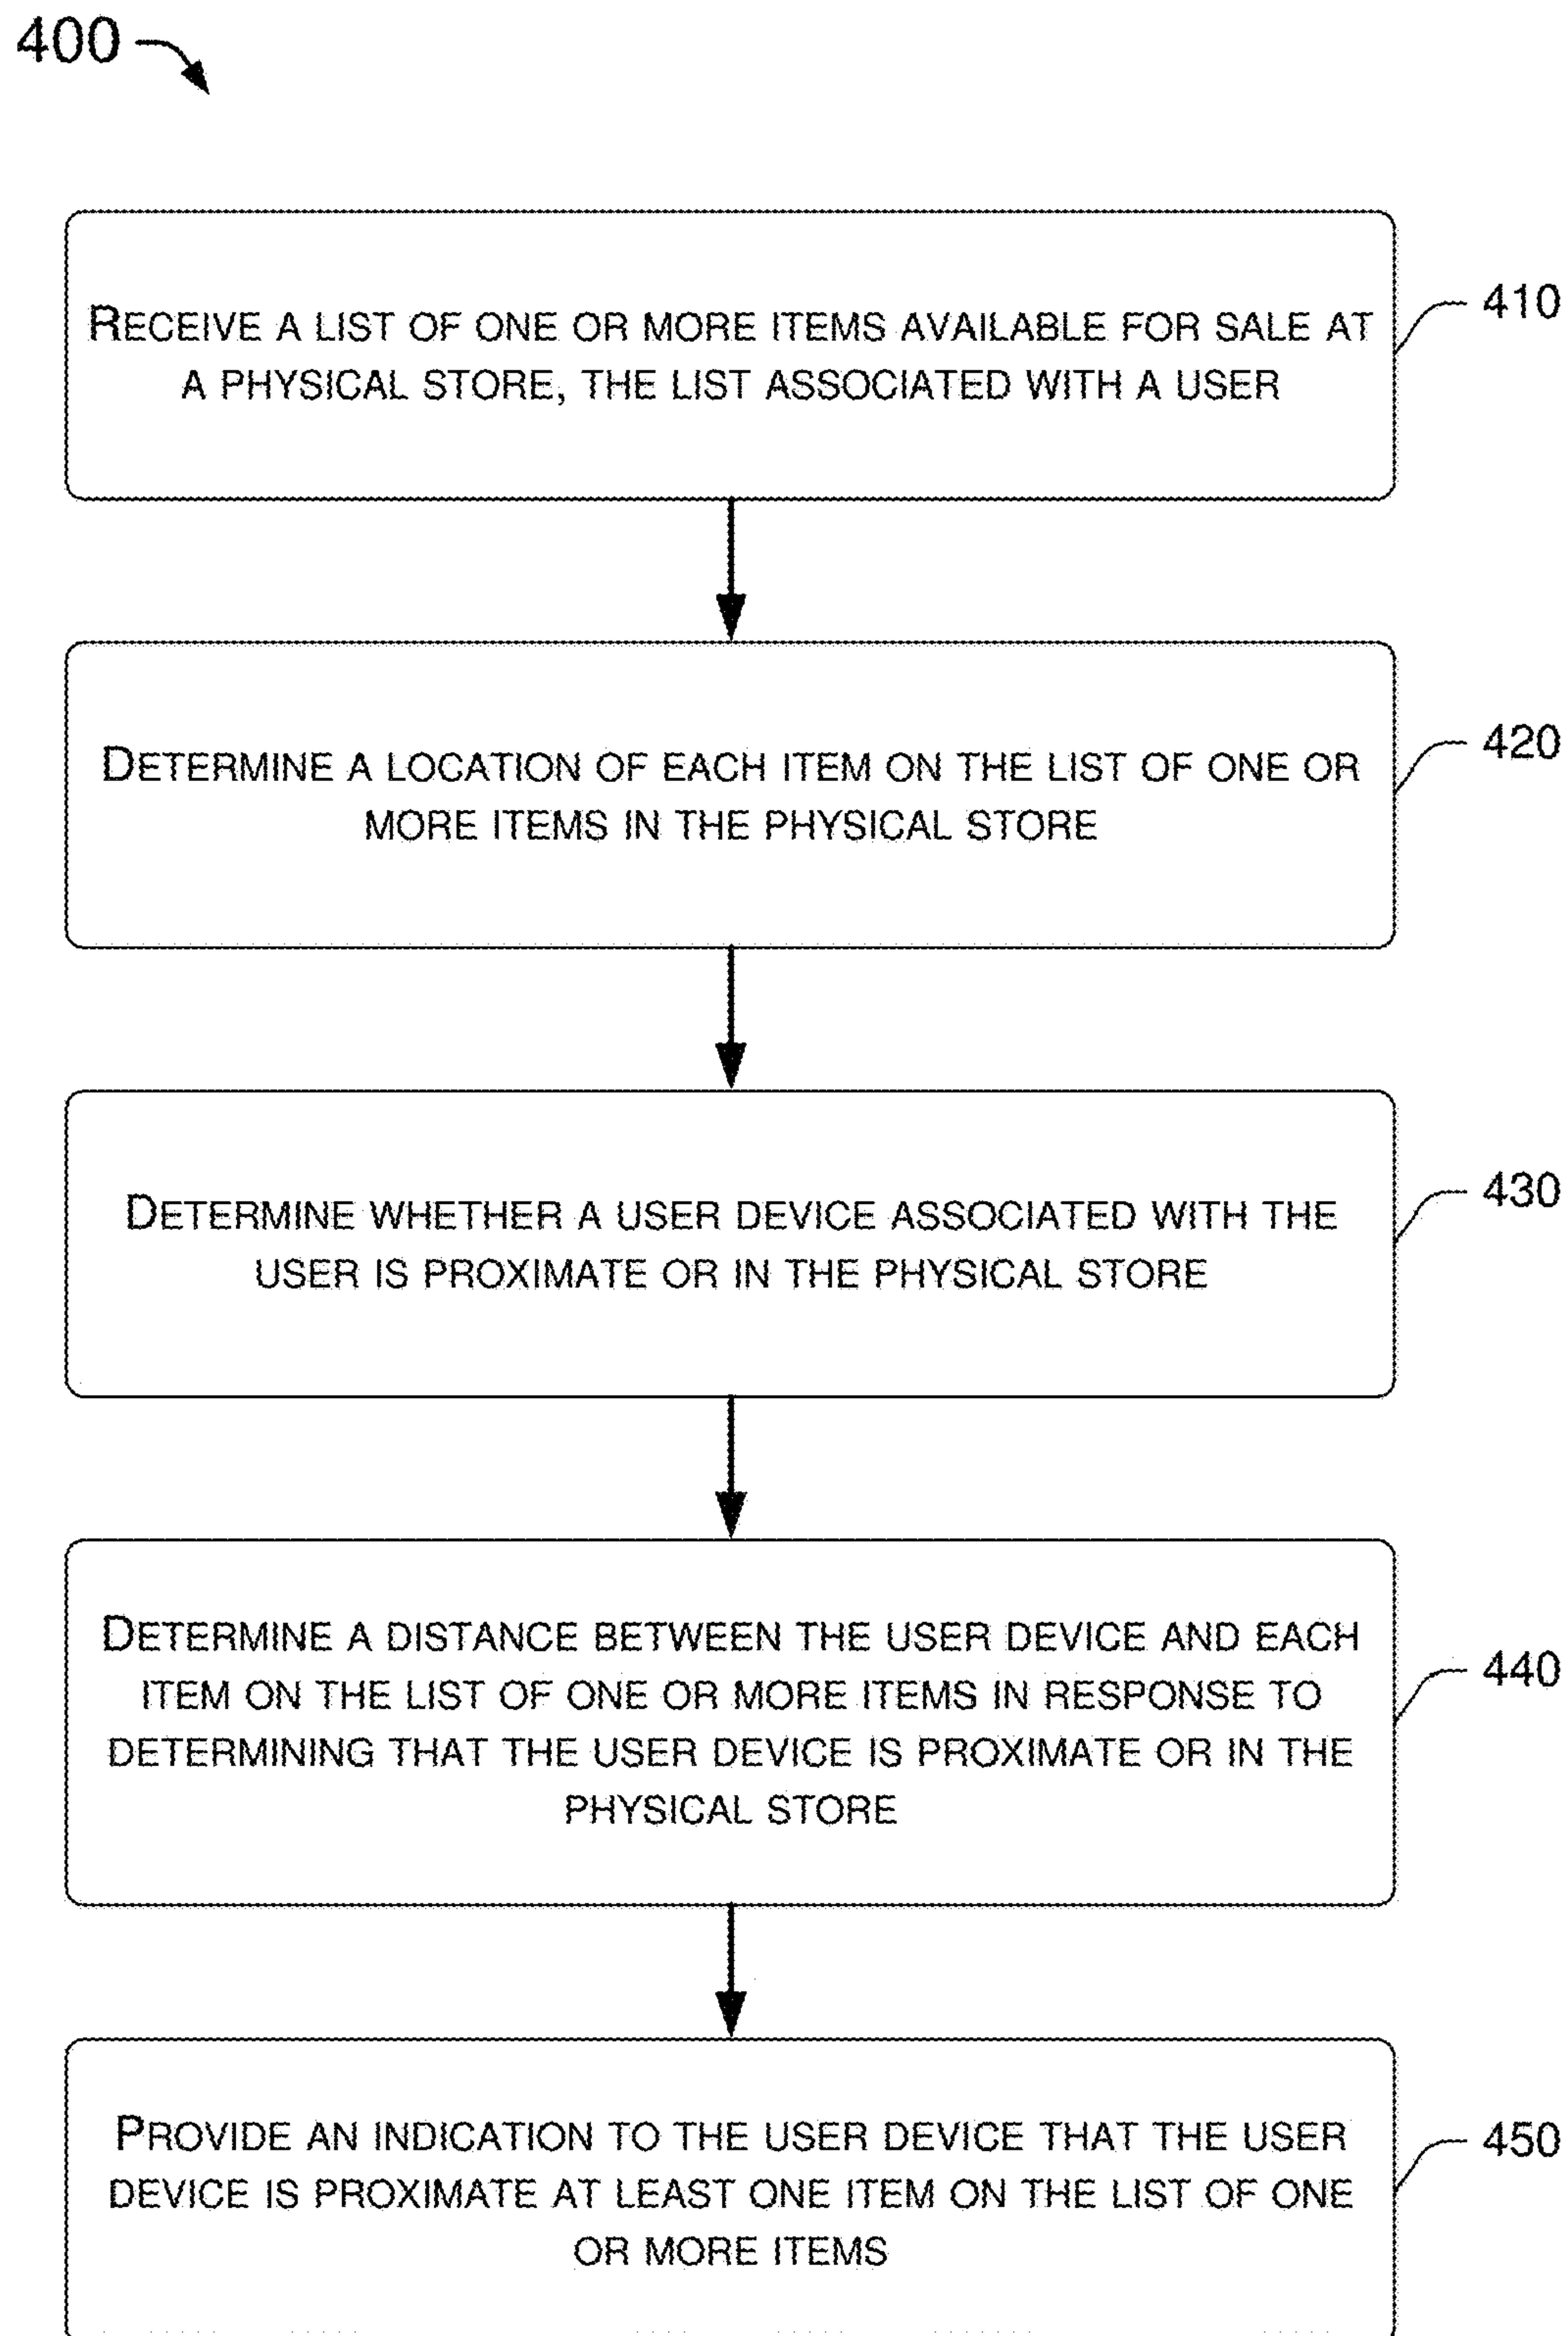 400
RECEIVE A LIST OF ONE OR MORE ITEMS AVAILABLE FOR SALE AT
A PHYSICAL STORE, THE LIST ASSOCIATED WITH A USER
410
DETERMINE A LOCATION OF EACH ITEM ON THE LIST OF ONE OR
MORE ITEMS IN THE PHYSICAL STORE
420
DETERMINE WHETHER A USER DEVICE ASSOCIATED WITH THE
USER IS PROXIMATE OR IN THE PHYSICAL STORE
430
DETERMINE A DISTANCE BETWEEN THE USER DEVICE AND EACH
ITEM ON THE LIST OF ONE OR MORE ITEMS IN RESPONSE TO
DETERMINING THAT THE USER DEVICE IS PROXIMATE OR IN THE
PHYSICAL STORE
440
PROVIDE AN INDICATION TO THE USER DEVICE THAT THE USER
DEVICE IS PROXIMATE AT LEAST ONE ITEM ON THE LIST OF ONE
OR MORE ITEMS
450